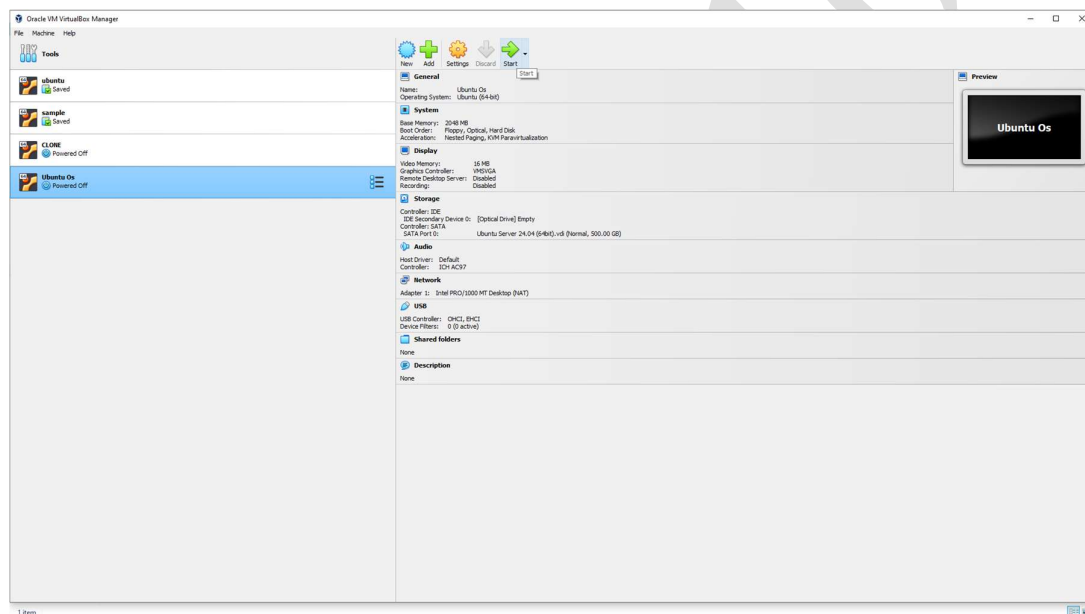 Oracle VM VirtualBox Manager
File Machine Help
Tools
New Add Settings Discard Start
Start
ubuntu
Saved
sample
Saved
CLONE
Powered Off
Ubuntu Os
Powered Off
General
Name: Ubuntu Os
Operating System: Ubuntu (64-bit)
Preview
Ubuntu Os
System
Base Memory: 2048 MB
Boot Order: Floppy, Optical, Hard Disk
Acceleration: Nested Paging, KVM Paravirtualization
Display
Video Memory: 16 MB
Graphics Controller: VMSVGA
Remote Desktop Server: Disabled
Recording: Disabled
Storage
Controller: IDE
IDE Secondary Device 0: [Optical Drive] Empty
Controller: SATA
SATA Port 0: Ubuntu Server 24.04 (64bit).vdi (Normal, 500.00 GB)
Audio
Host Driver: Default
Controller: ICH AC97
Network
Adapter 1: Intel PRO/1000 MT Desktop (NAT)
USB
USB Controller: OHCI, EHCI
Device Filters: 0 (0 active)
Shared folders
None
Description
None
1 item